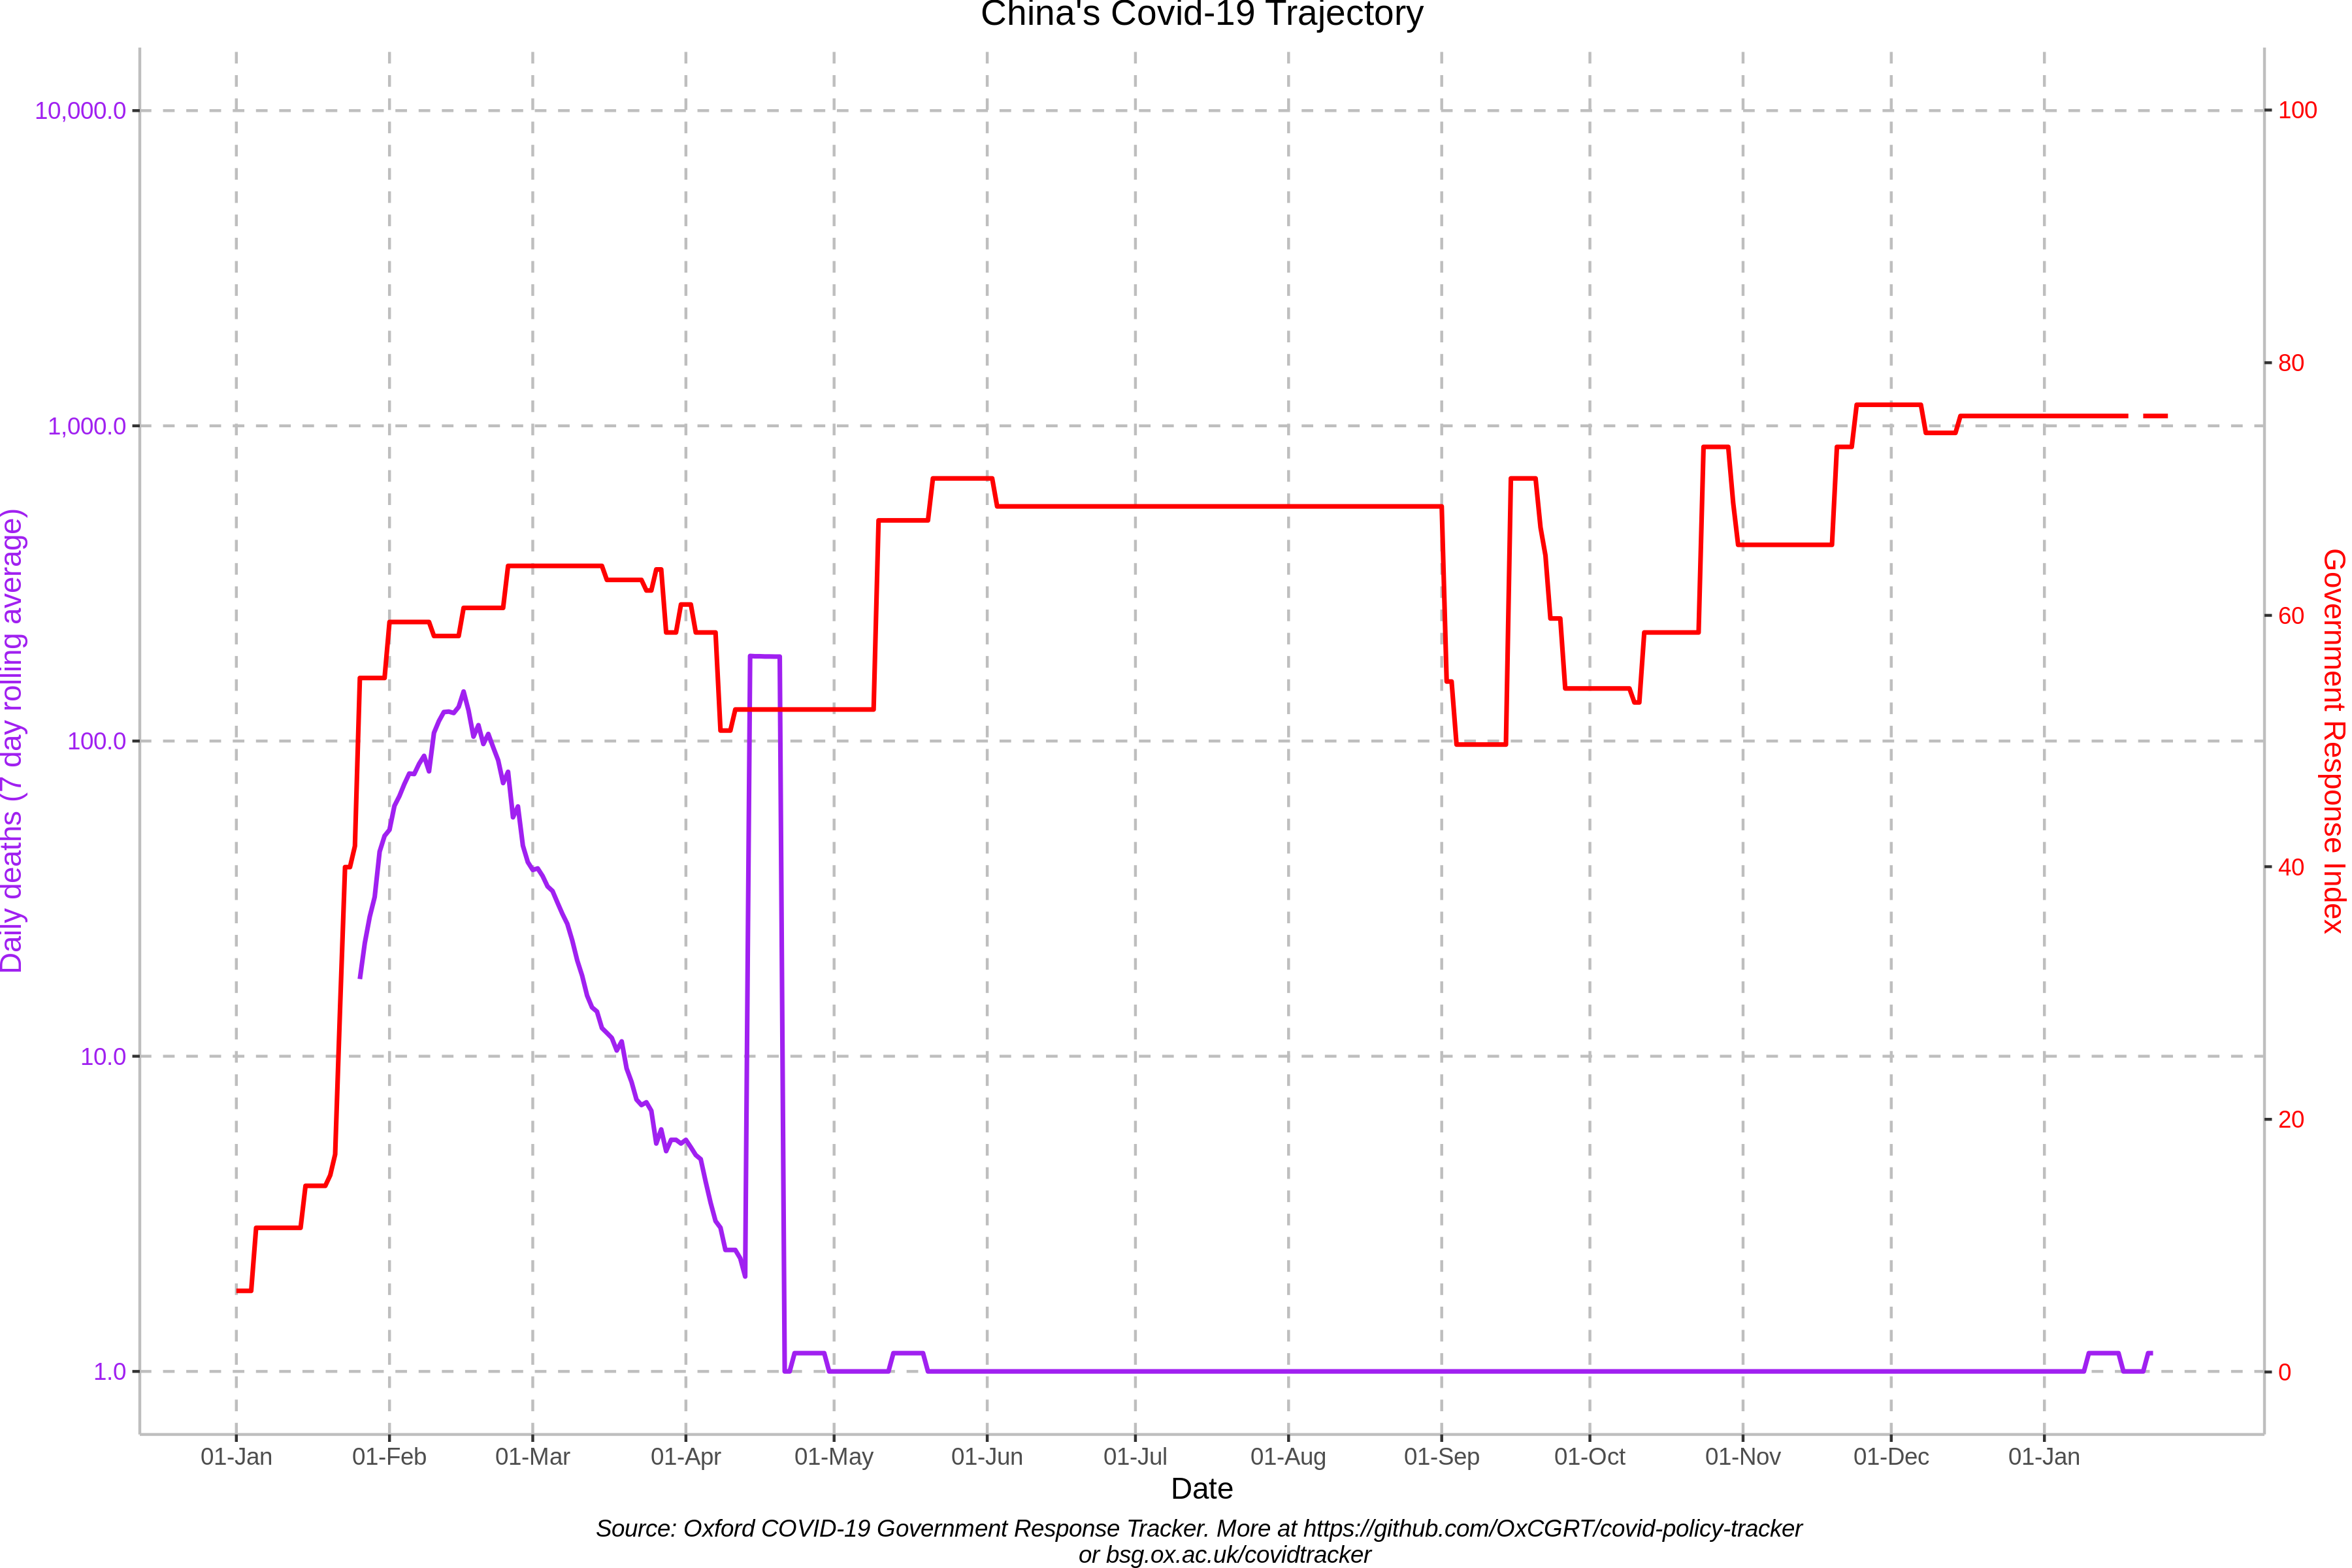 China's Covid-19 Trajectory
10,000.0
1,000.0
100.0
10.0
1.0
Daily deaths (7 day rolling average)
100
80
60
40
20
0
Government Response Index
01-Jan 01-Feb 01-Mar 01-Apr 01-May 01-Jun 01-Jul 01-Aug 01-Sep 01-Oct 01-Nov 01-Dec 01-Jan
Date
Source: Oxford COVID-19 Government Response Tracker. More at https://github.com/OxCGRT/covid-policy-tracker
or bsg.ox.ac.uk/covidtracker